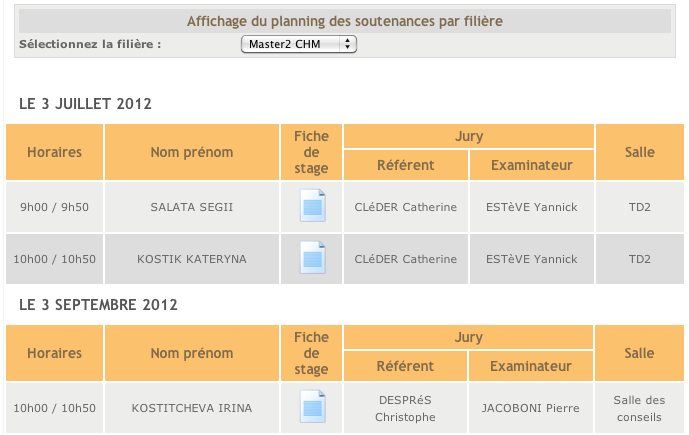 Affichage du planning des soutenances par filière
Sélectionnez la filière : Master2 CHM
LE 3 JUILLET 2012
Horaires Nom prénom Fiche de stage Jury Salle
Référent Examinateur
9h00 / 9h50 SALATA SEGII CLéDER Catherine ESTèVE Yannick TD2
10h00 / 10h50 KOSTIK KATERYNA CLéDER Catherine ESTèVE Yannick TD2
LE 3 SEPTEMBRE 2012
Horaires Nom prénom Fiche de stage Jury Salle
Référent Examinateur
10h00 / 10h50 KOSTITCHEVA IRINA DESPRéS Christophe JACOBONI Pierre Salle des conseils